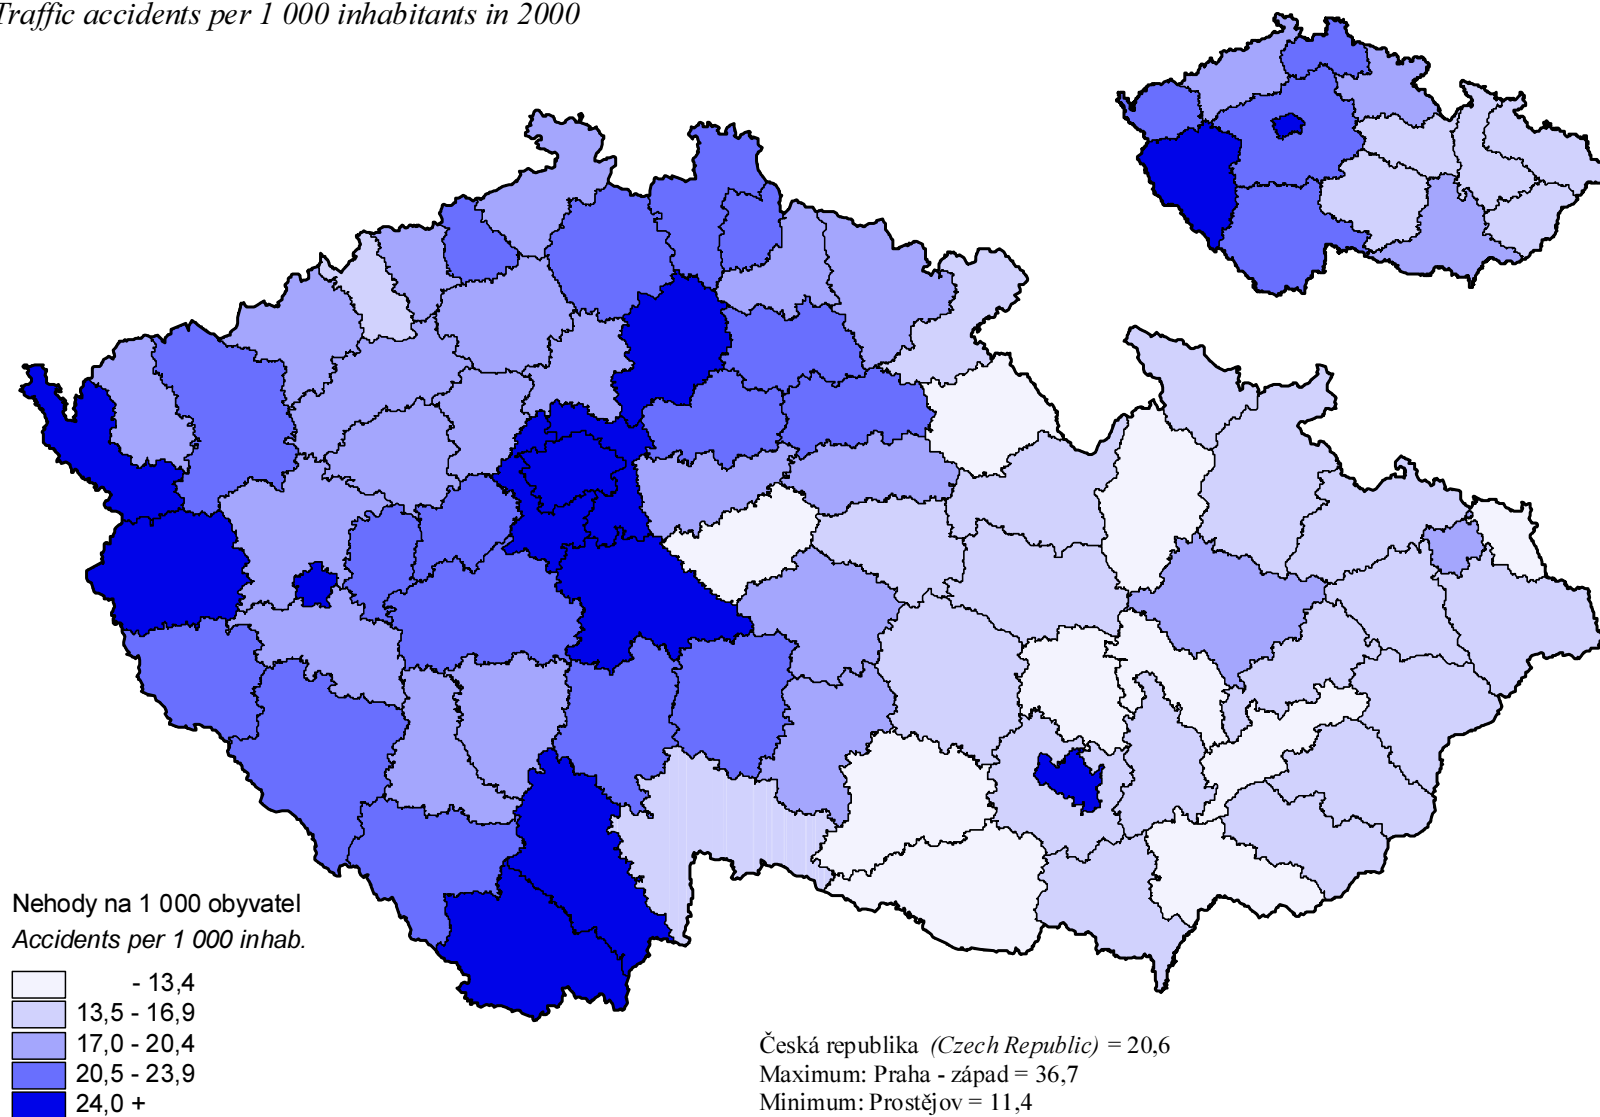 Traffic accidents per 1 000 inhabitants in 2000
Nehody na 1 000 obyvatel
Accidents per 1 000 inhab.
- 13,4
13,5 - 16,9
17,0 - 20,4
20,5 - 23,9
24,0 +
Česká republika (Czech Republic) = 20,6
Maximum: Praha - západ = 36,7
Minimum: Prostějov = 11,4